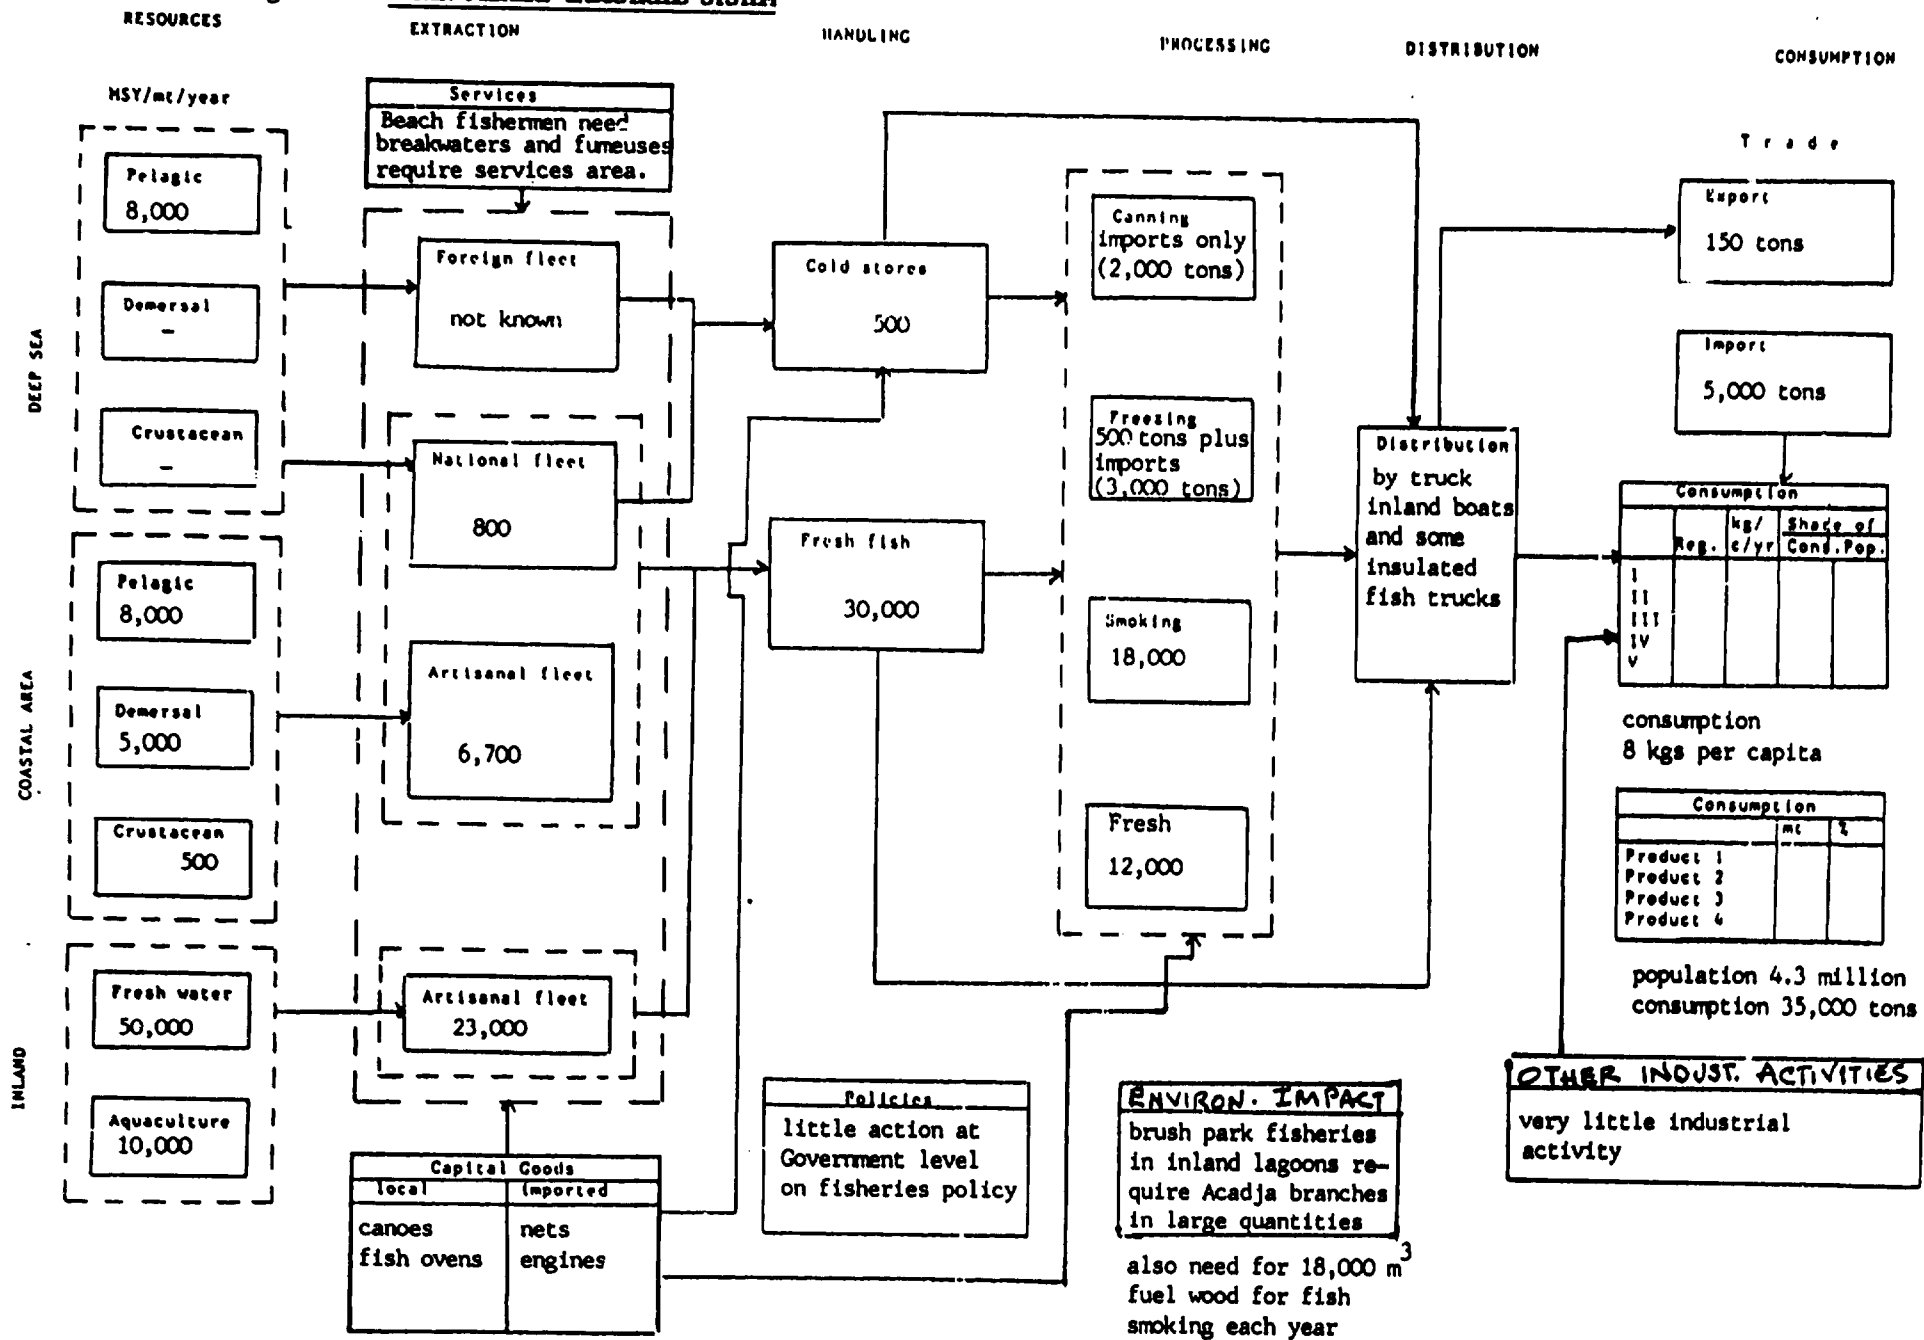 RESOURCES
EXTRACTION
HANDLING
PROCESSING
DISTRIBUTION
CONSUMPTION
MSY/mt/year
DEEP SEA
Pelagic
8,000
Demersal
–
Crustacean
–
COASTAL AREA
Pelagic
8,000
Demersal
5,000
Crustacean
500
INLAND
Fresh water
50,000
Aquaculture
10,000
Services
Beach fishermen need
breakwaters and fumeuses
require services area.
Foreign fleet
not known
National fleet
800
Artisanal fleet
6,700
Artisanal fleet
23,000
Capital Goods
local imported
canoes nets
fish ovens engines
Cold stores
500
Fresh fish
30,000
Policies
little action at
Government level
on fisheries policy
Canning
imports only
(2,000 tons)
Freezing
500 tons plus
imports
(3,000 tons)
Smoking
18,000
Fresh
12,000
ENVIRON. IMPACT
brush park fisheries
in inland lagoons re-
quire Acadja branches
in large quantities
also need for 18,000 m3
fuel wood for fish
smoking each year
Distribution
by truck
inland boats
and some
insulated
fish trucks
Trade
Export
150 tons
Import
5,000 tons
Consumption
kg/ Share of
Reg. c/yr Cons. Pop.
I
II
III
IV
V
consumption
8 kgs per capita
Consumption
mt %
Product 1
Product 2
Product 3
Product 4
population 4.3 million
consumption 35,000 tons
OTHER INDUST. ACTIVITIES
very little industrial
activity